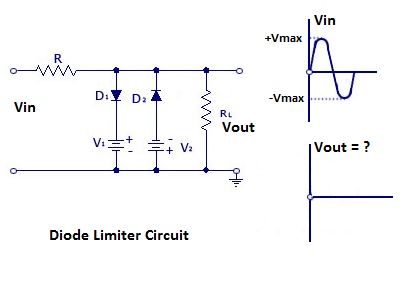 R
Vin
D1
D2
V1
+
-
-
+
V2
RL
Vout
Vin
+Vmax
-Vmax
Vout = ?
Diode Limiter Circuit